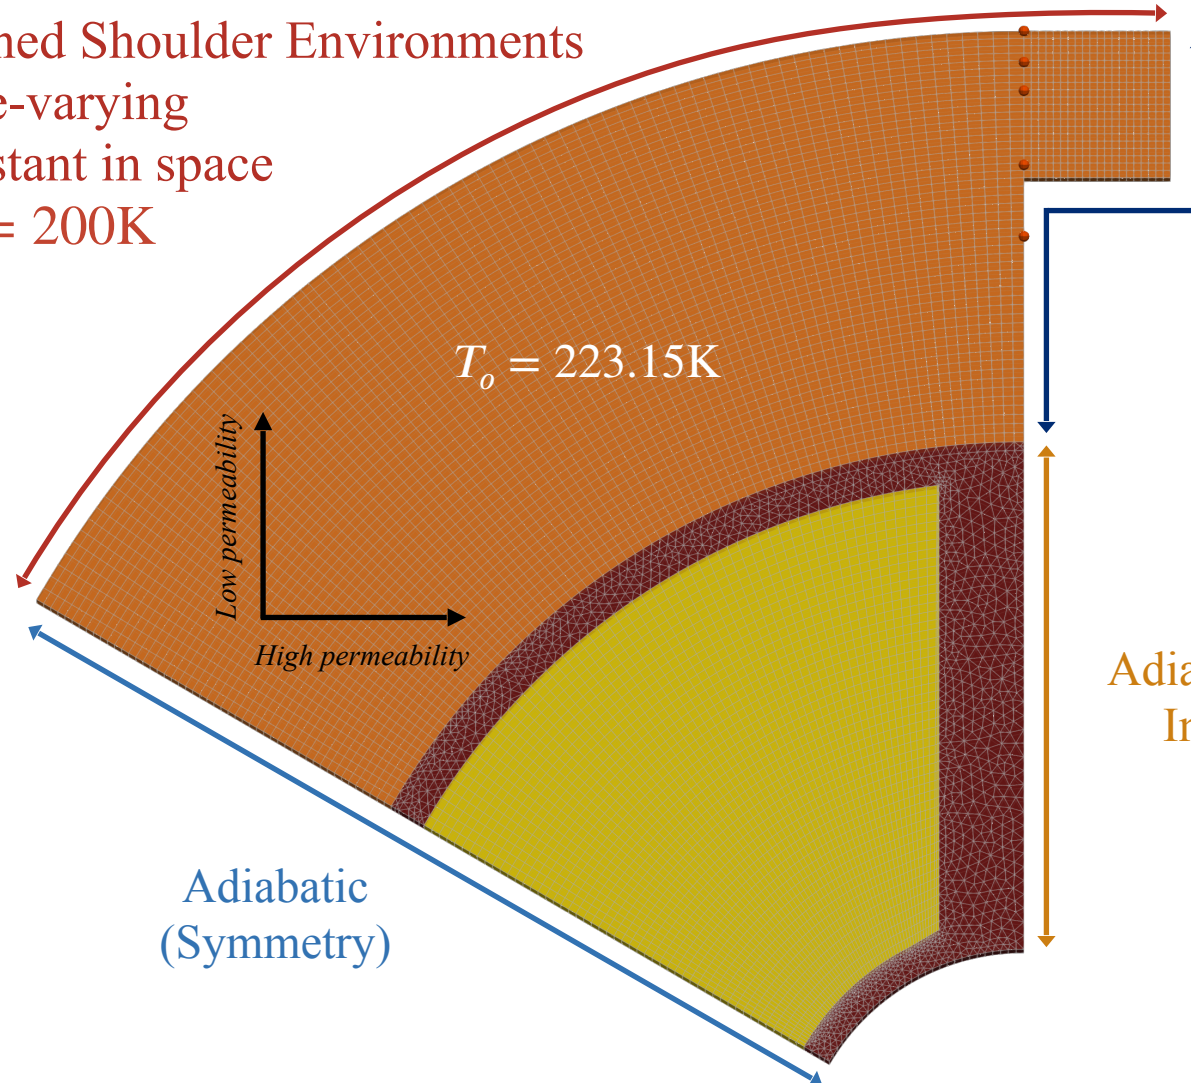 ned Shoulder Environments
e-varying
stant in space
= 200K
T_o = 223.15K
Low permeability
High permeability
Adiabatic
(Symmetry)
Adia
In